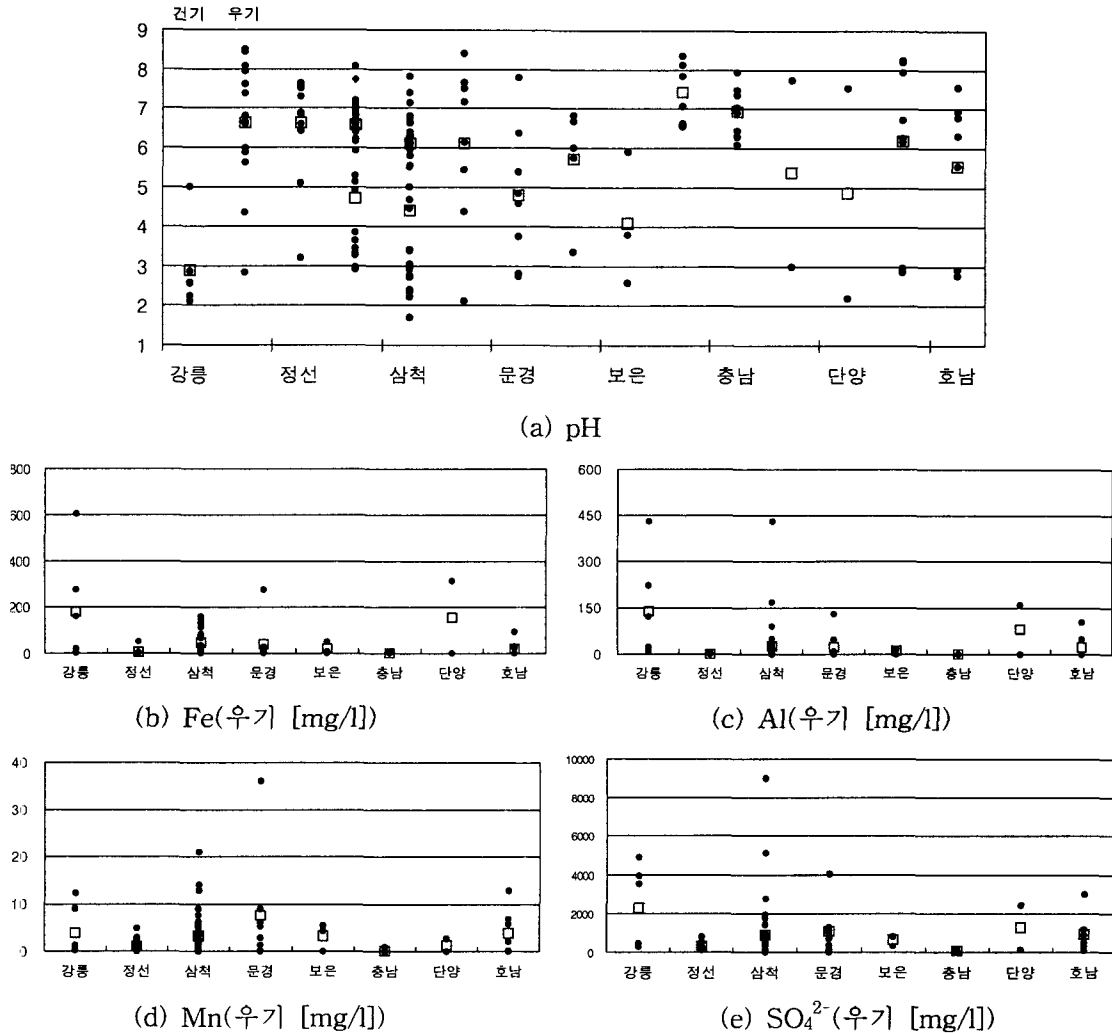 건기 우기
9
8
7
6
5
4
3
2
1
강릉 정선 삼척 문경 보은 충남 단양 호남
(a) pH
600
400
200
0
강릉 정선 삼척 문경 보은 충남 단양 호남
(b) Fe(우기 [mg/l])
600
450
300
150
0
강릉 정선 삼척 문경 보은 충남 단양 호남
(c) Al(우기 [mg/l])
40
30
20
10
0
강릉 정선 삼척 문경 보은 충남 단양 호남
(d) Mn(우기 [mg/l])
10000
8000
6000
4000
2000
0
강릉 정선 삼척 문경 보은 충남 단양 호남
(e) SO₄²⁻(우기 [mg/l])